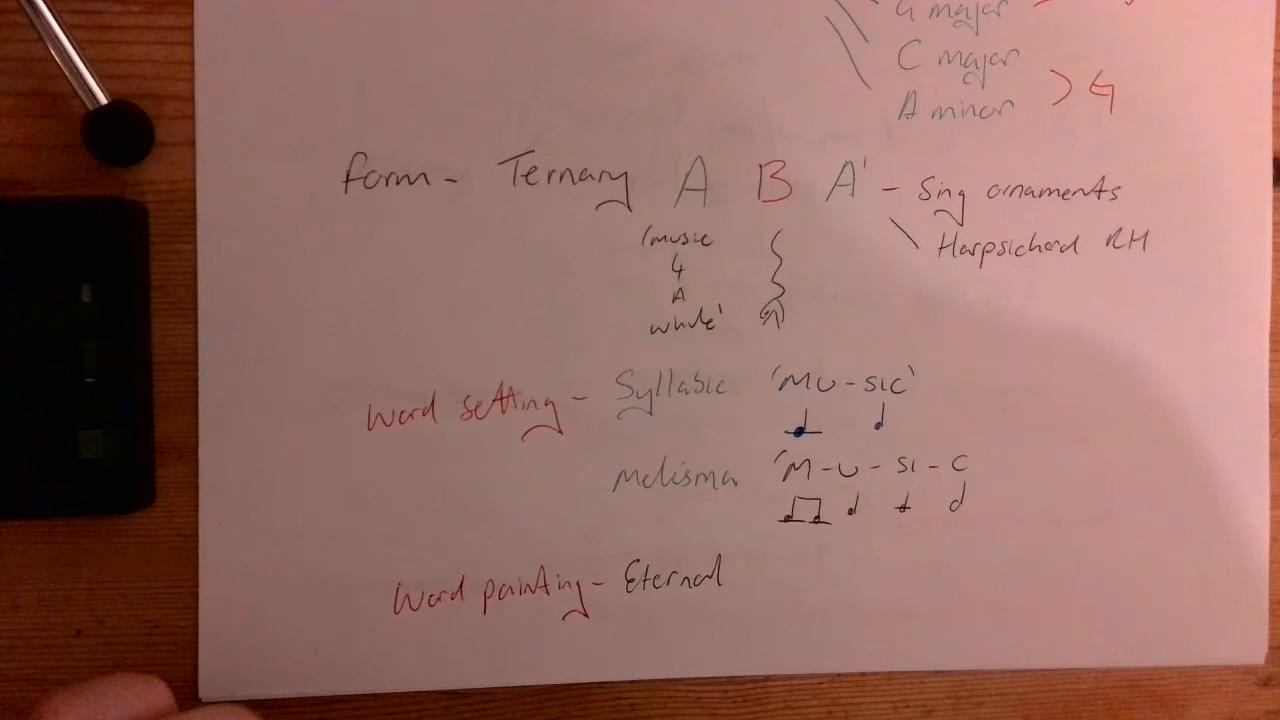 G major
C major
A minor > G
Form - Ternary A B A' - Sing ornaments
\ Harpsichord RH
'music
4
A
while'
Word setting - Syllabic 'MU - SIC'
Melisma 'M - U - SI - C
Word painting - Eternal